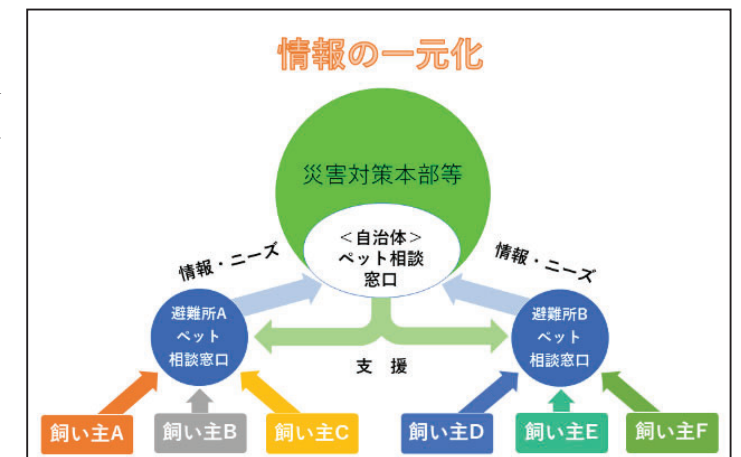 情報の一元化
災害対策本部等
＜自治体＞
ペット相談
窓口
情報・ニーズ
情報・ニーズ
避難所A
ペット
相談窓口
避難所B
ペット
相談窓口
支　援
飼い主A
飼い主B
飼い主C
飼い主D
飼い主E
飼い主F